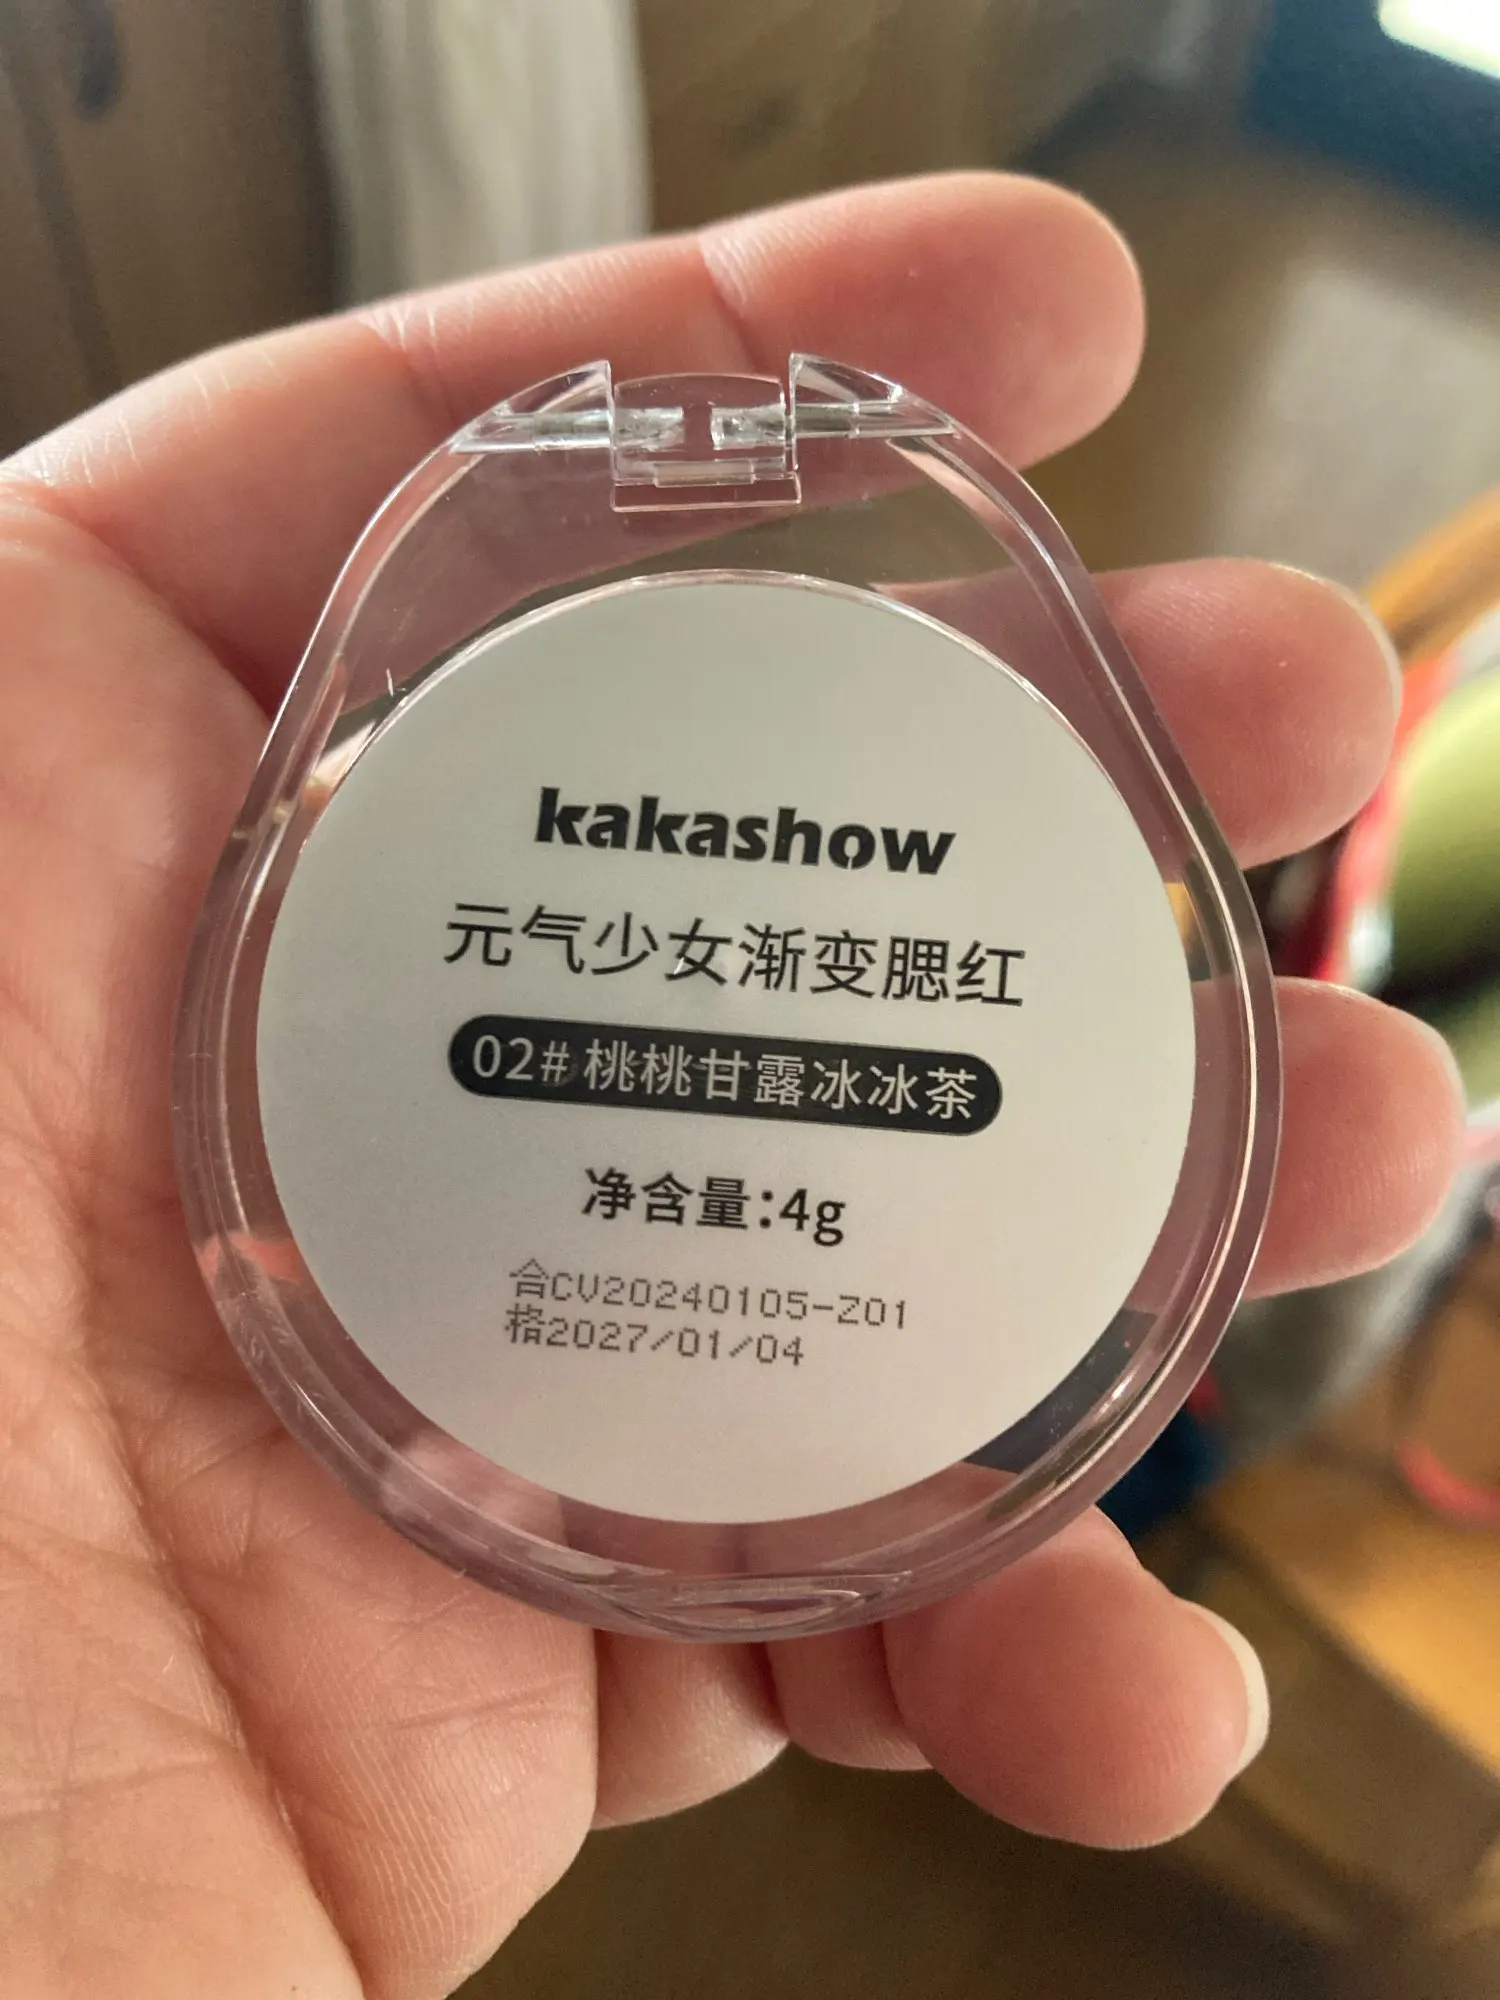 kakashow
元气少女渐变腮红
02# 桃桃甘露冰冰茶
净含量:4g
合CV20240105-Z01
格2027/01/04